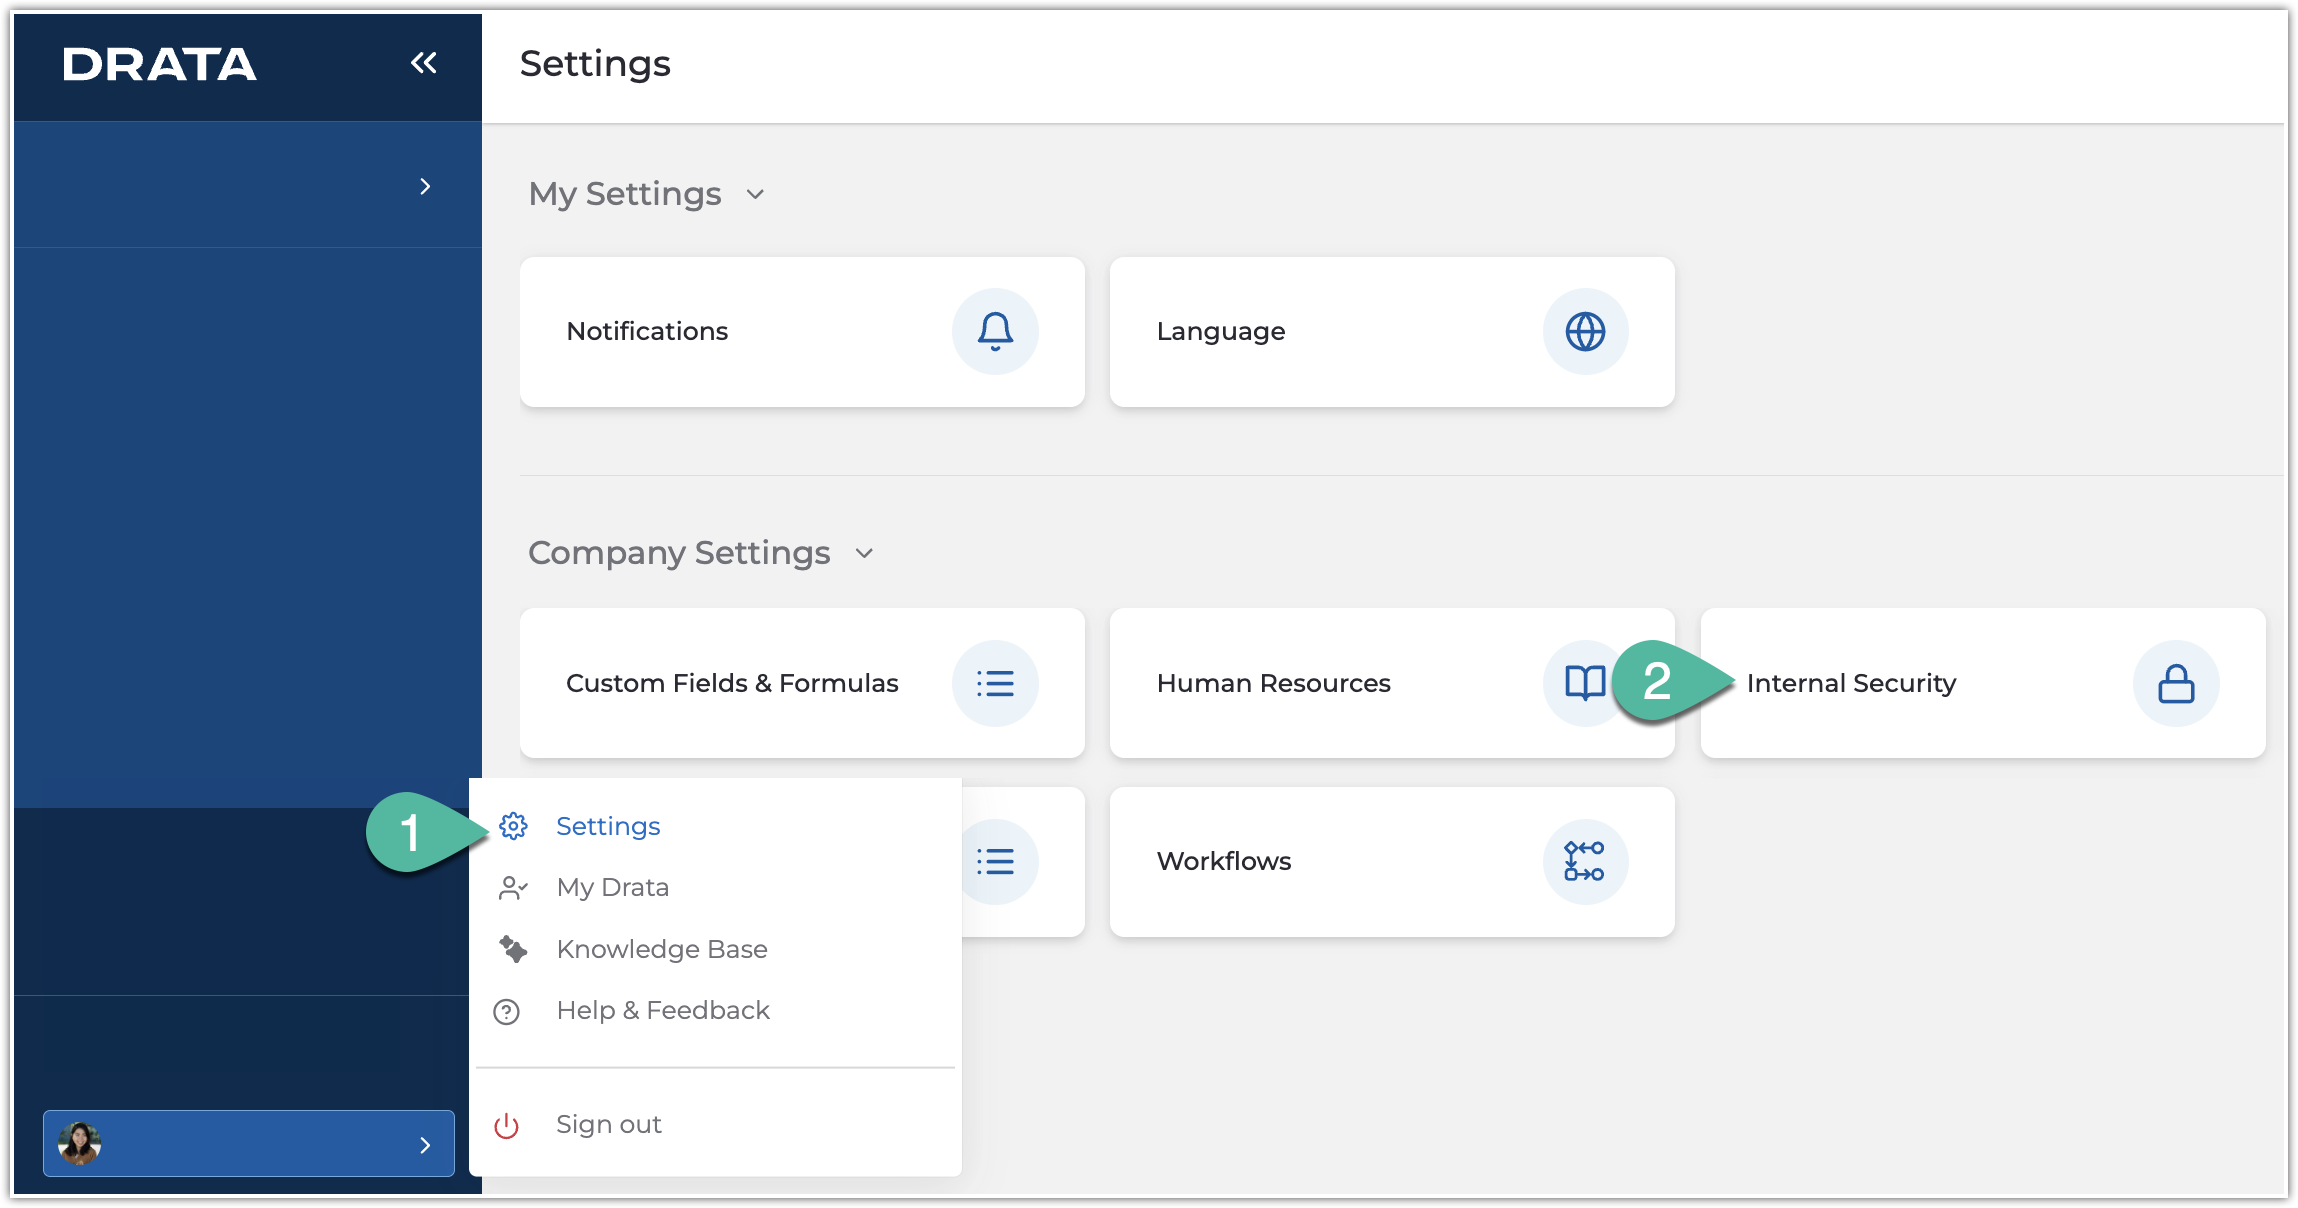 DRATA
Settings
My Settings
Notifications
Language
Company Settings
Custom Fields & Formulas
Human Resources
2
Internal Security
1
Settings
My Drata
Knowledge Base
Help & Feedback
Sign out
Workflows